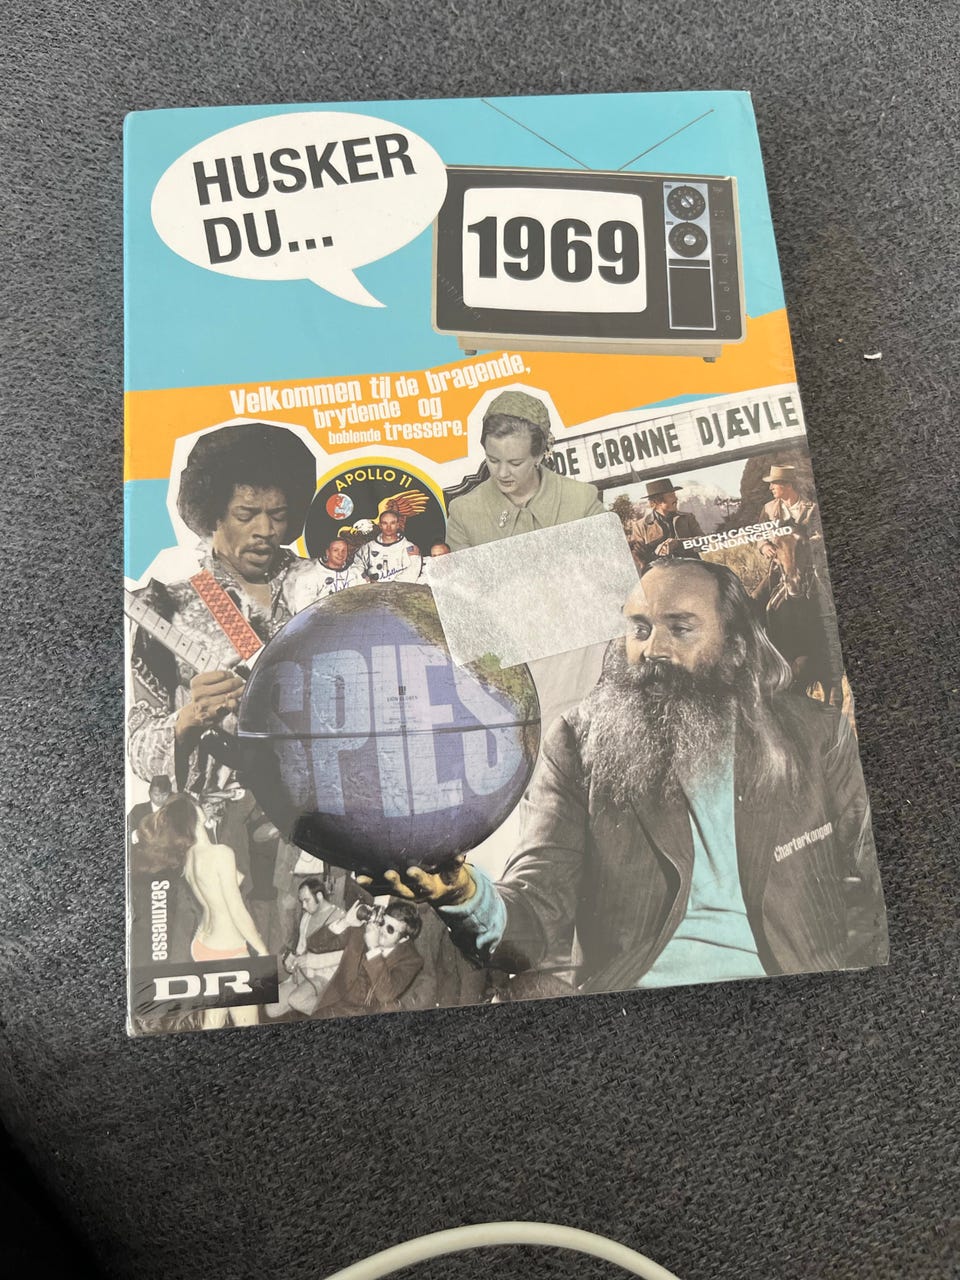 HUSKER
DU...
1969
Velkommen til de bragende,
brydende og
boblende tressere.
APOLLO 11
DE GRØNNE DJÆVLE
BUTCH CASSIDY
SUNDANCE KID
SPIES
Charterkongen
Sexmesse
DR